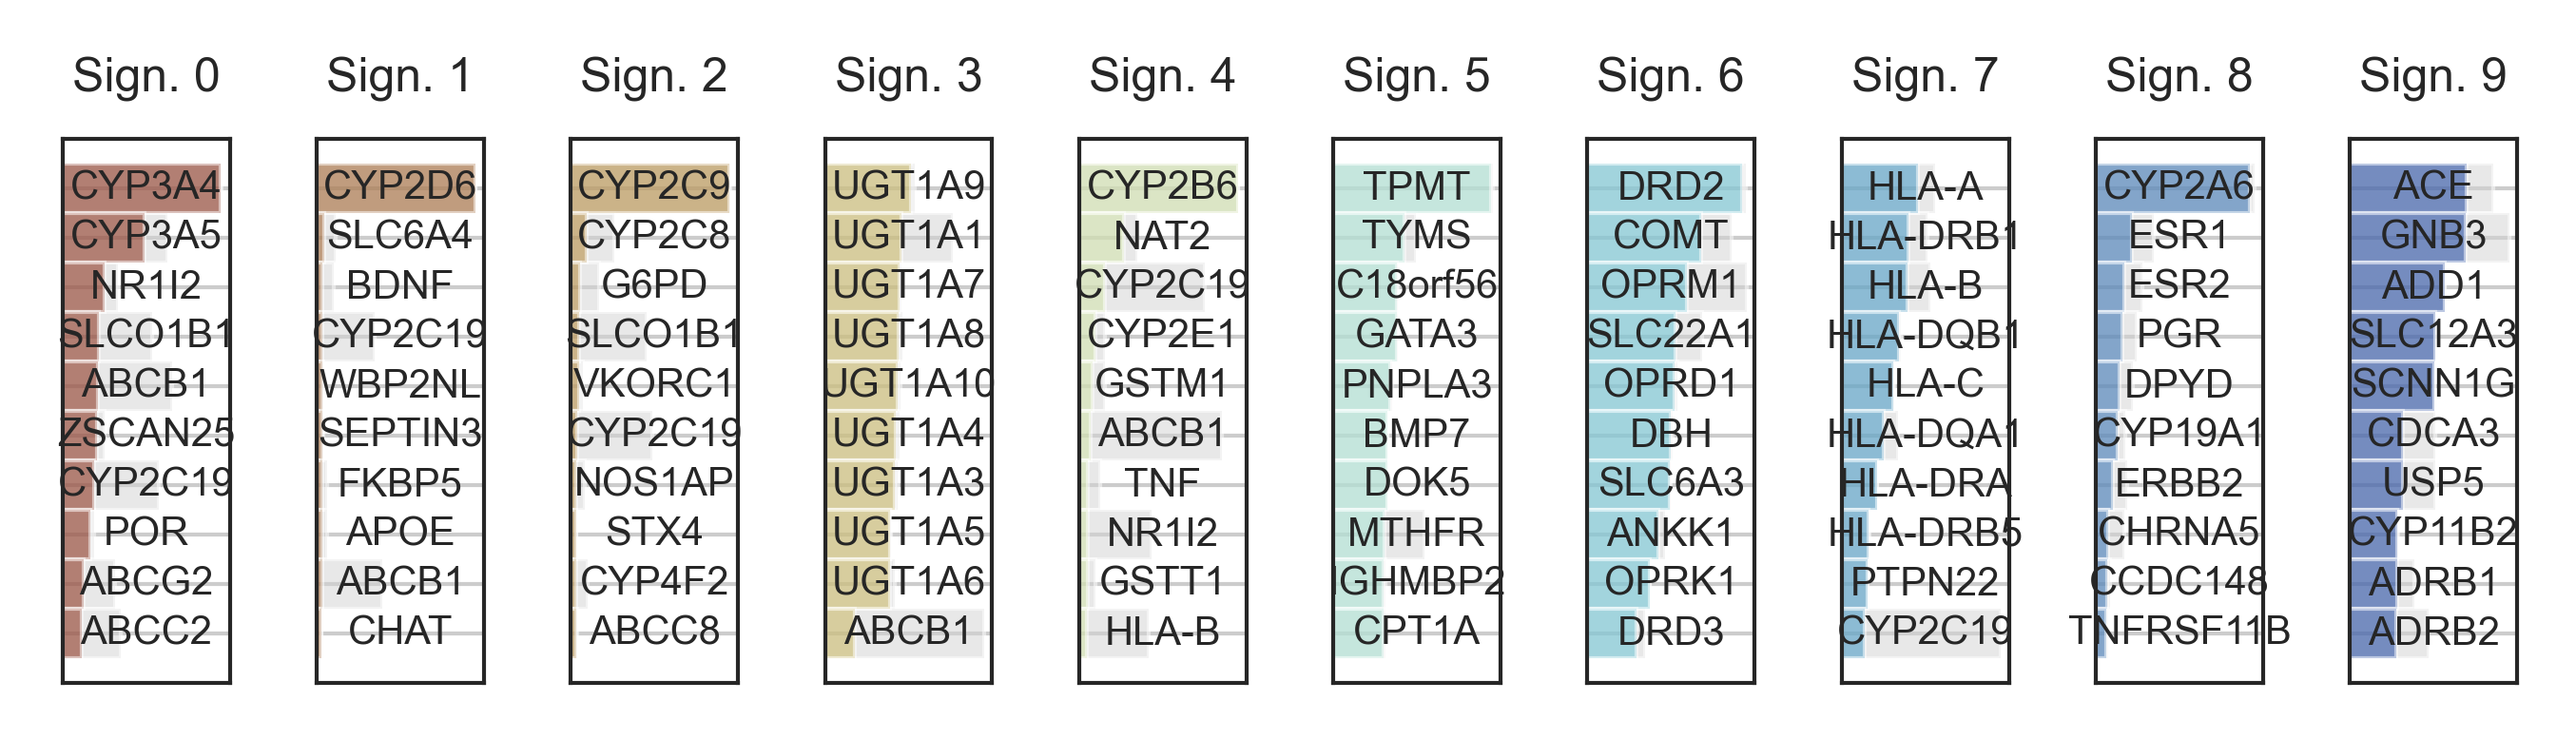 Sign. 0
CYP3A4
CYP3A5
NR1I2
SLCO1B1
ABCB1
ZSCAN25
CYP2C19
POR
ABCG2
ABCC2
Sign. 1
CYP2D6
SLC6A4
BDNF
CYP2C19
WBP2NL
SEPTIN3
FKBP5
APOE
ABCB1
CHAT
Sign. 2
CYP2C9
CYP2C8
G6PD
SLCO1B1
VKORC1
CYP2C19
NOS1AP
STX4
CYP4F2
ABCC8
Sign. 3
UGT1A9
UGT1A1
UGT1A7
UGT1A8
UGT1A10
UGT1A4
UGT1A3
UGT1A5
UGT1A6
ABCB1
Sign. 4
CYP2B6
NAT2
CYP2C19
CYP2E1
GSTM1
ABCB1
TNF
NR1I2
GSTT1
HLA-B
Sign. 5
TPMT
TYMS
C18orf56
GATA3
PNPLA3
BMP7
DOK5
MTHFR
IGHMBP2
CPT1A
Sign. 6
DRD2
COMT
OPRM1
SLC22A1
OPRD1
DBH
SLC6A3
ANKK1
OPRK1
DRD3
Sign. 7
HLA-A
HLA-DRB1
HLA-B
HLA-DQB1
HLA-C
HLA-DQA1
HLA-DRA
HLA-DRB5
PTPN22
CYP2C19
Sign. 8
CYP2A6
ESR1
ESR2
PGR
DPYD
CYP19A1
ERBB2
CHRNA5
CCDC148
TNFRSF11B
Sign. 9
ACE
GNB3
ADD1
SLC12A3
SCNN1G
CDCA3
USP5
CYP11B2
ADRB1
ADRB2